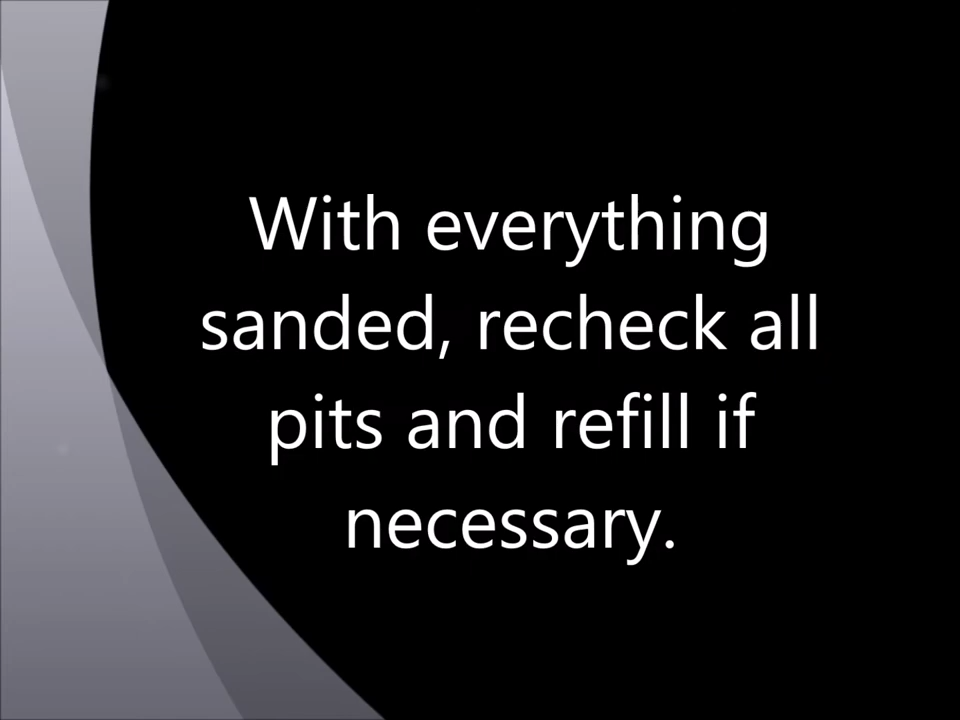 With everything
sanded, recheck all
pits and refill if
necessary.